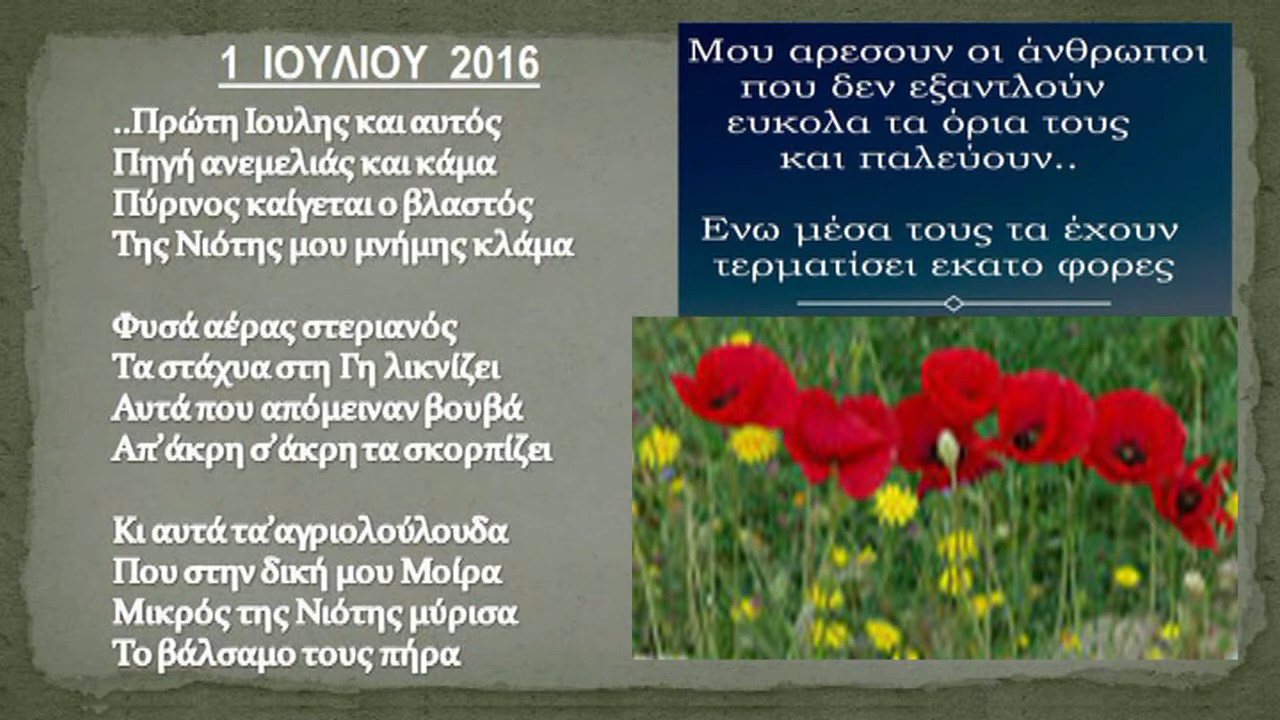 1 ΙΟΥΛΙΟΥ 2016
..Πρώτη Ιουλης και αυτός
Πηγή ανεμελιάς και κάμα
Πύρινος καίγεται ο βλαστός
Της Νιότης μου μνήμης κλάμα
Φυσά αέρας στεριανός
Τα στάχυα στη Γη λικνίζει
Αυτά που απόμειναν βουβά
Απ’άκρη σ’άκρη τα σκορπίζει
Κι αυτά τα’αγριολούλουδα
Που στην δική μου Μοίρα
Μικρός της Νιότης μύρισα
Το βάλσαμο τους πήρα
Μου αρεσουν οι άνθρωποι
που δεν εξαντλούν
ευκολα τα όρια τους
και παλεύουν..
Ενω μέσα τους τα έχουν
τερματίσει εκατο φορες